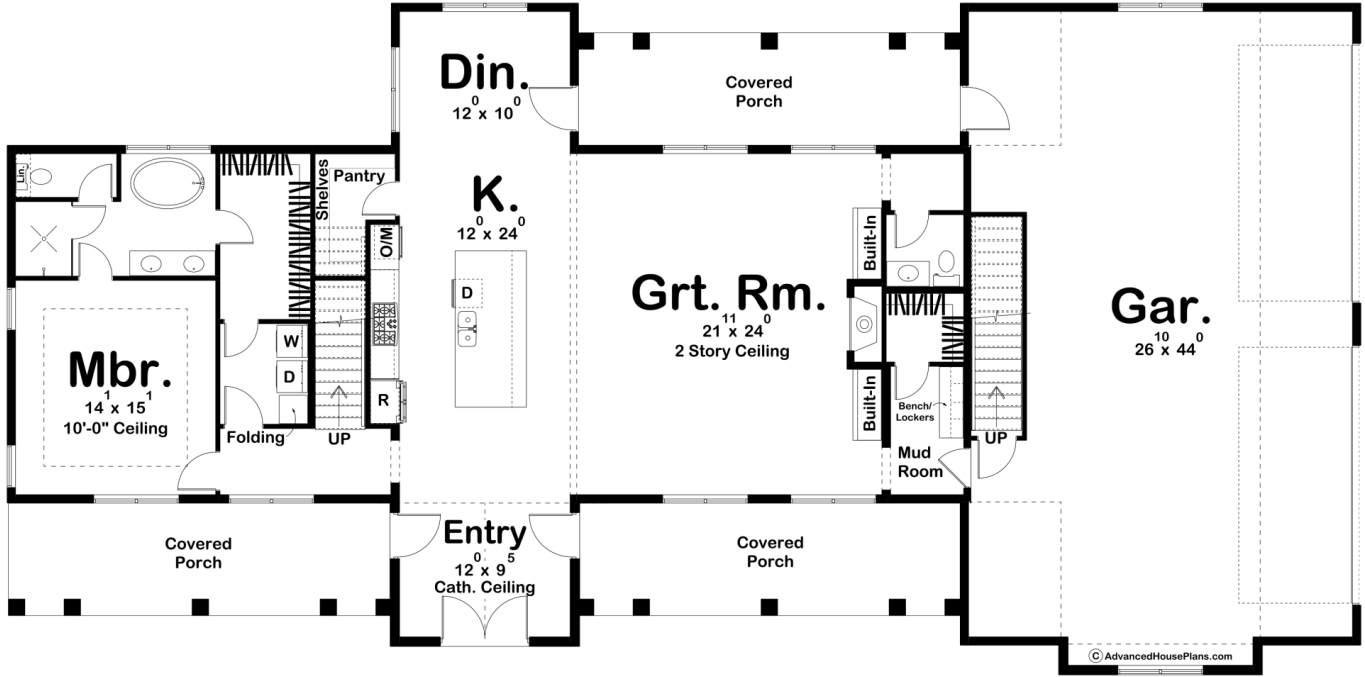 Din.
12⁰ x 10⁰
Covered
Porch
Lin.
Shelves
Pantry
K.
12⁰ x 24⁰
O/M
Built-In
D
Grt. Rm.
21¹¹ x 24⁰
2 Story Ceiling
Gar.
26¹⁰ x 44⁰
W
D
Mbr.
14¹ x 15¹
10'-0" Ceiling
R
Built-In
Bench/
Lockers
Folding
UP
UP
Mud
Room
Entry
12⁰ x 9⁵
Cath. Ceiling
Covered
Porch
Covered
Porch
© AdvancedHousePlans.com